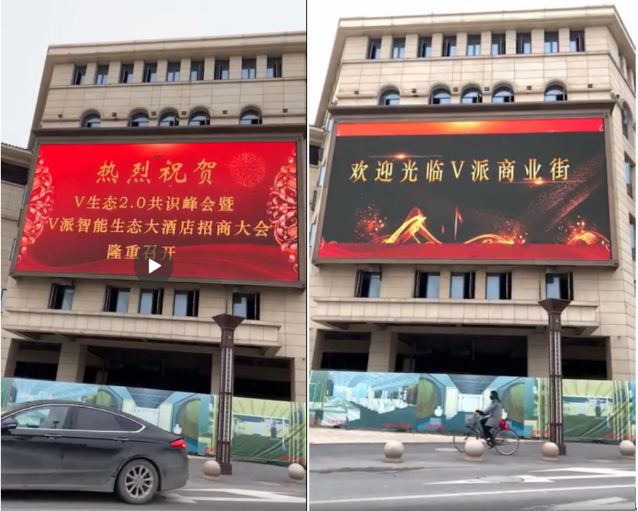 热烈祝贺
V生态2.0共识峰会暨
V派智能生态大酒店招商大会
隆重召开
欢迎光临V派商业街